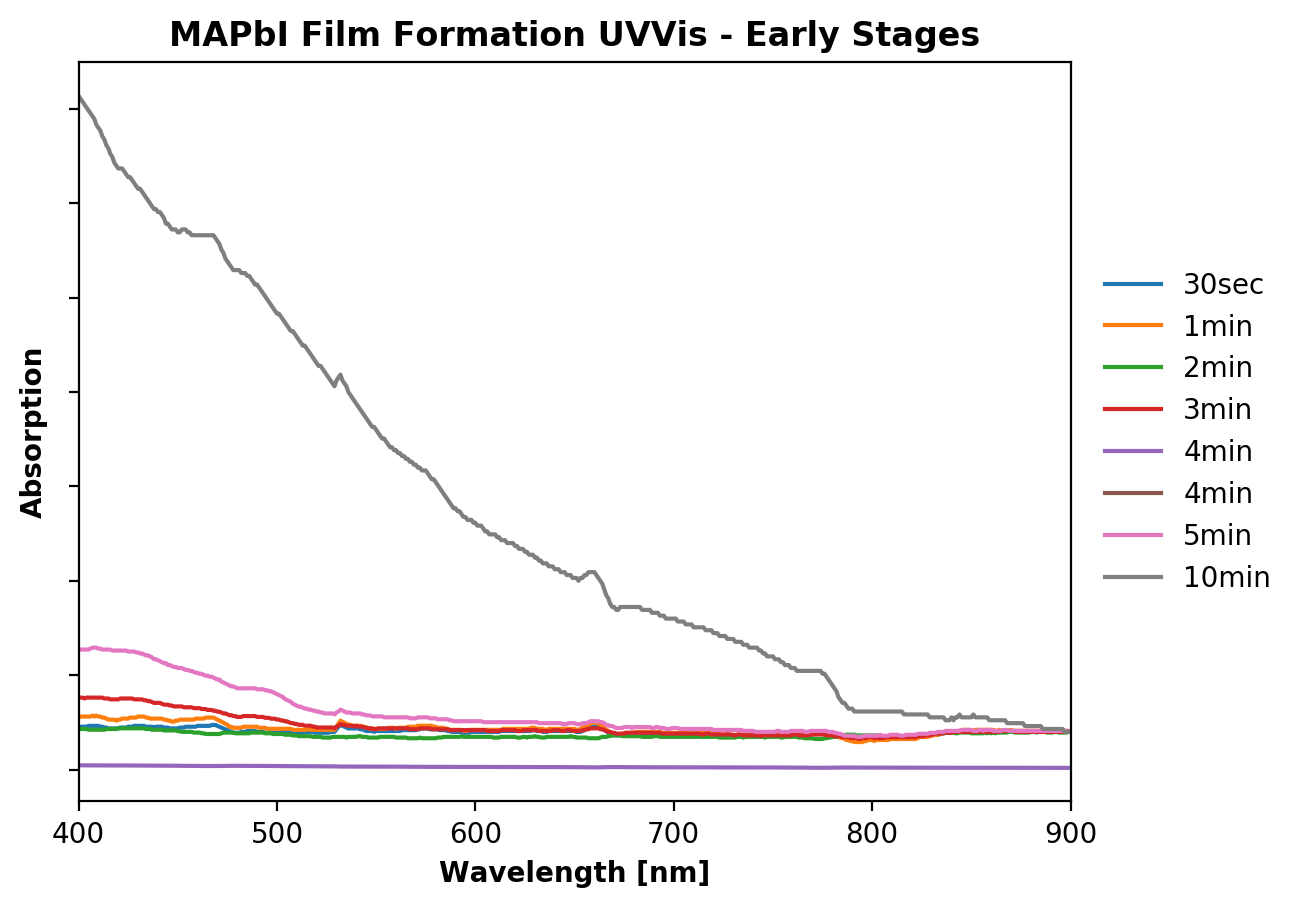 MAPbI Film Formation UVVis - Early Stages
Absorption
400 500 600 700 800 900
Wavelength [nm]
30sec
1min
2min
3min
4min
4min
5min
10min